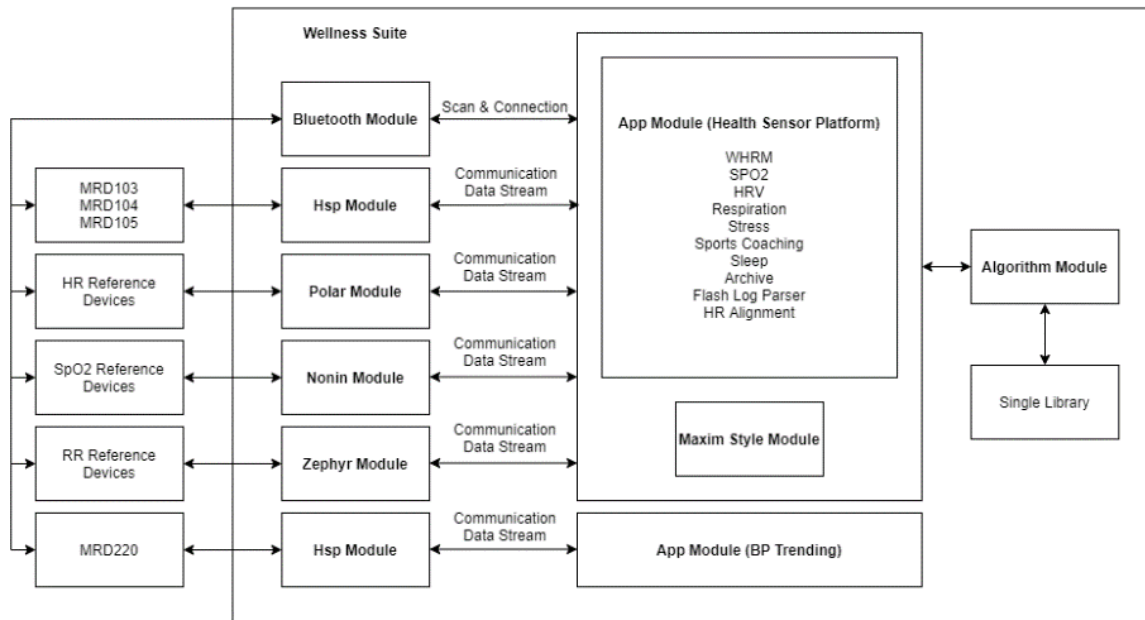 Wellness Suite
Bluetooth Module
Scan & Connection
App Module (Health Sensor Platform)
WHRM
SPO2
HRV
Respiration
Stress
Sports Coaching
Sleep
Archive
Flash Log Parser
HR Alignment
MRD103
MRD104
MRD105
Hsp Module
Communication
Data Stream
HR Reference
Devices
Polar Module
Communication
Data Stream
Algorithm Module
SpO2 Reference
Devices
Nonin Module
Communication
Data Stream
Single Library
Maxim Style Module
RR Reference
Devices
Zephyr Module
Communication
Data Stream
MRD220
Hsp Module
Communication
Data Stream
App Module (BP Trending)